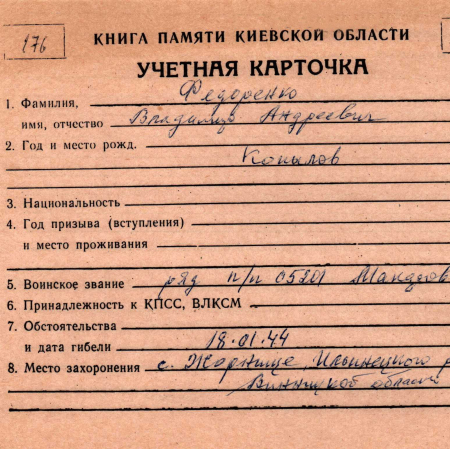 176
КНИГА ПАМЯТИ КИЕВСКОЙ ОБЛАСТИ
УЧЕТНАЯ КАРТОЧКА
1. Фамилия, Федоренко
имя, отчество Владимир Андреевич
2. Год и место рожд.
Копылов
3. Национальность
4. Год призыва (вступления)
и место проживания
5. Воинское звание ряд п/п 05201
6. Принадлежность к КПСС, ВЛКСМ
7. Обстоятельства
и дата гибели 18.01.44
8. Место захоронения с. Жорнище, Ильинецкого р
Винницкой области